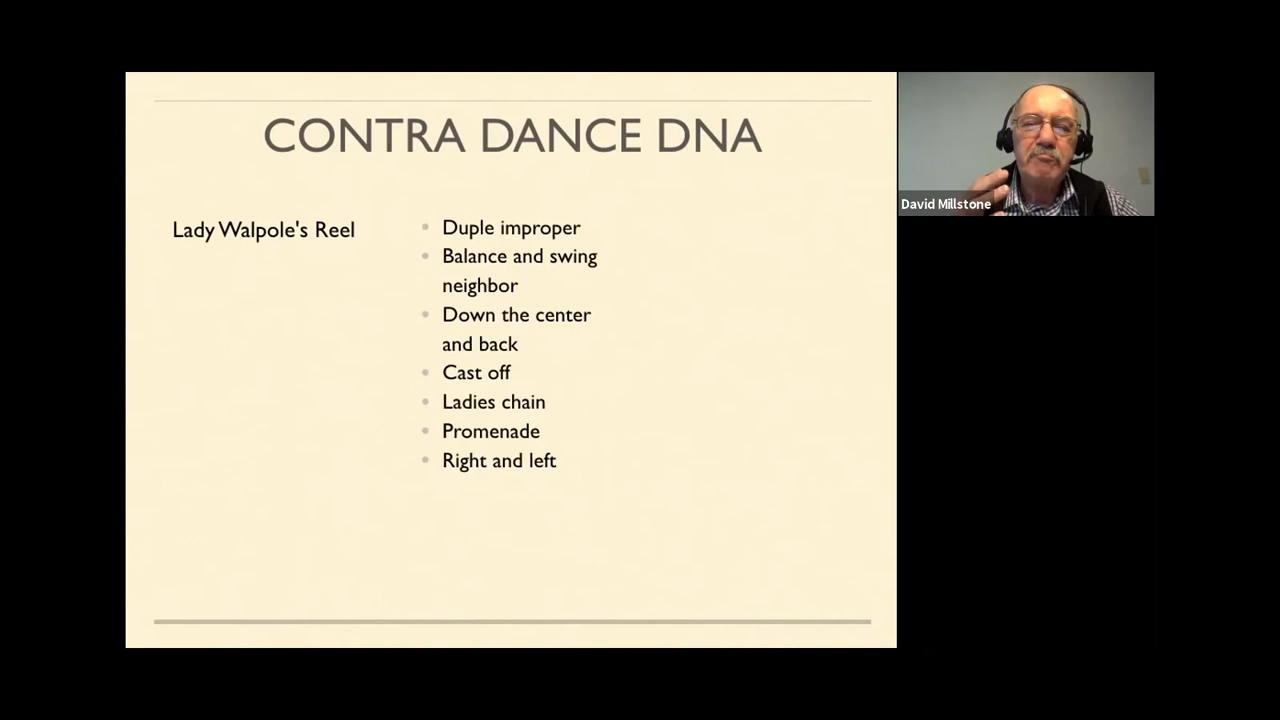 CONTRA DANCE DNA
Lady Walpole's Reel
Duple improper
Balance and swing
neighbor
Down the center
and back
Cast off
Ladies chain
Promenade
Right and left
David Millstone